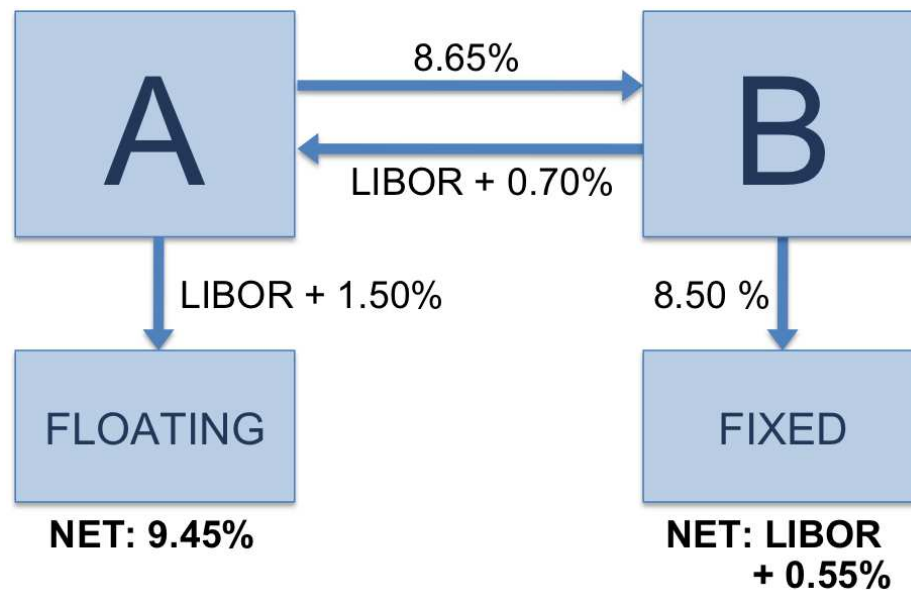 A
8.65%
B
LIBOR + 0.70%
LIBOR + 1.50%
8.50 %
FLOATING
FIXED
NET: 9.45%
NET: LIBOR
+ 0.55%